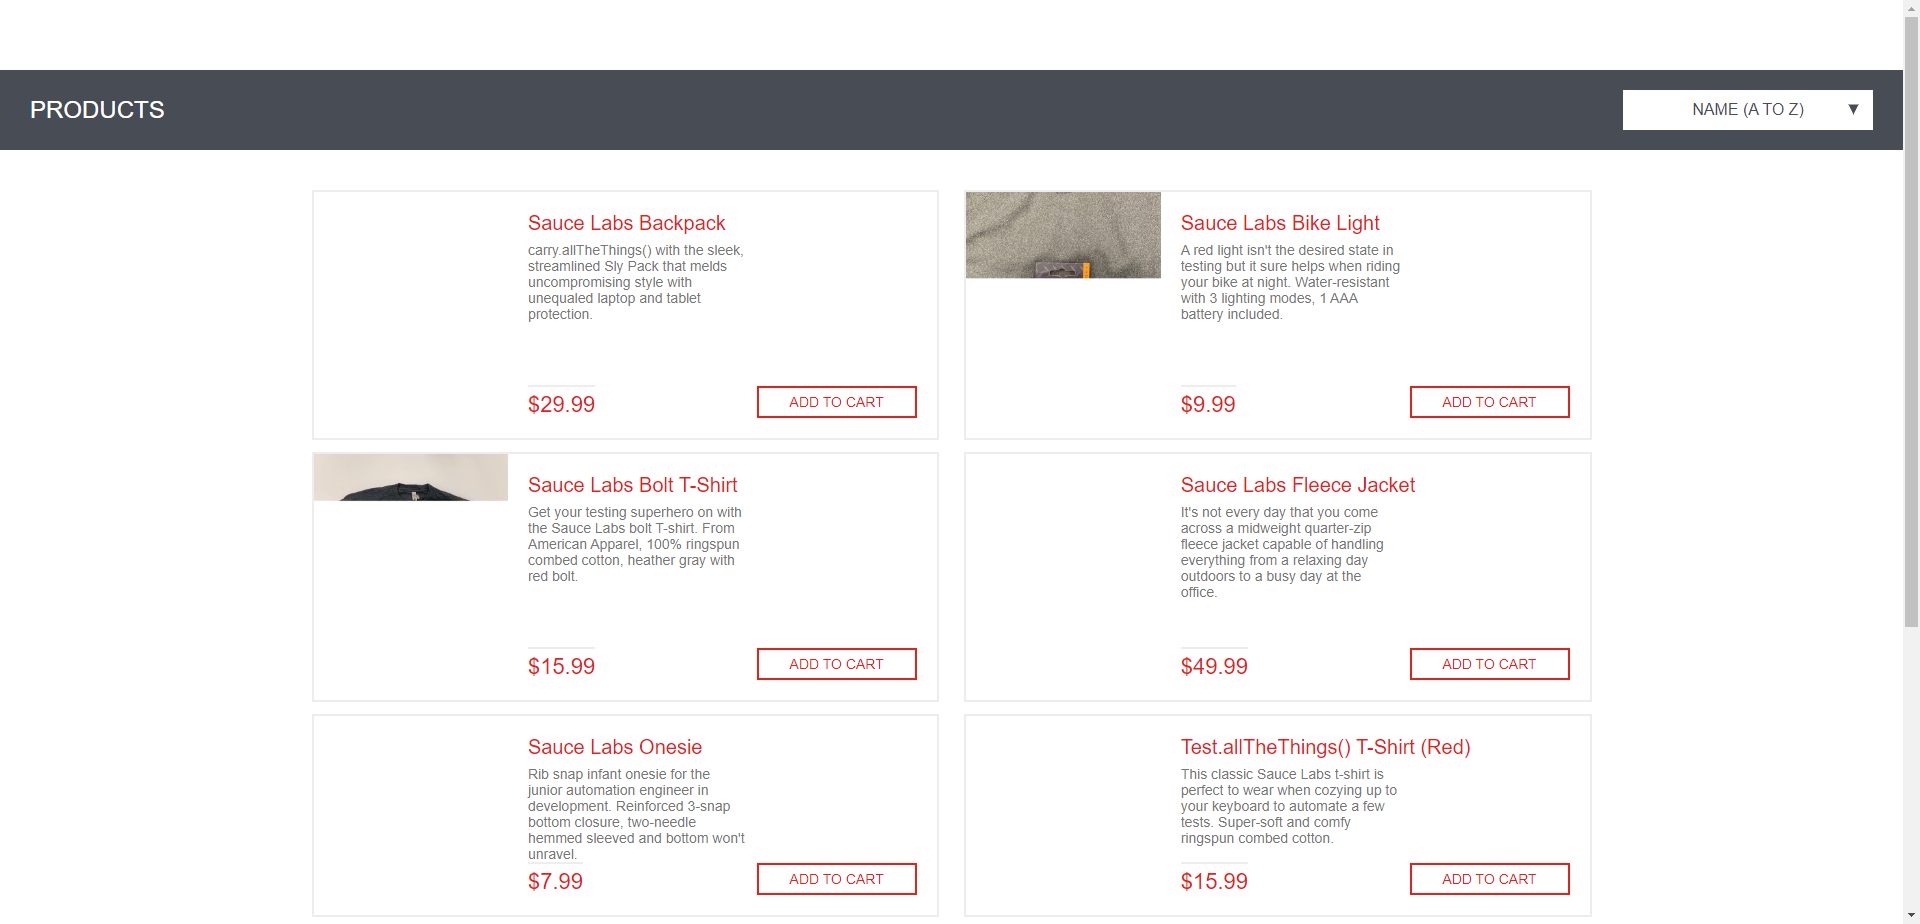 PRODUCTS
NAME (A TO Z)
Sauce Labs Backpack
carry.allTheThings() with the sleek,
streamlined Sly Pack that melds
uncompromising style with
unequaled laptop and tablet
protection.
$29.99
ADD TO CART
Sauce Labs Bike Light
A red light isn't the desired state in
testing but it sure helps when riding
your bike at night. Water-resistant
with 3 lighting modes, 1 AAA
battery included.
$9.99
ADD TO CART
Sauce Labs Bolt T-Shirt
Get your testing superhero on with
the Sauce Labs bolt T-shirt. From
American Apparel, 100% ringspun
combed cotton, heather gray with
red bolt.
$15.99
ADD TO CART
Sauce Labs Fleece Jacket
It's not every day that you come
across a midweight quarter-zip
fleece jacket capable of handling
everything from a relaxing day
outdoors to a busy day at the
office.
$49.99
ADD TO CART
Sauce Labs Onesie
Rib snap infant onesie for the
junior automation engineer in
development. Reinforced 3-snap
bottom closure, two-needle
hemmed sleeved and bottom won't
unravel.
$7.99
ADD TO CART
Test.allTheThings() T-Shirt (Red)
This classic Sauce Labs t-shirt is
perfect to wear when cozying up to
your keyboard to automate a few
tests. Super-soft and comfy
ringspun combed cotton.
$15.99
ADD TO CART